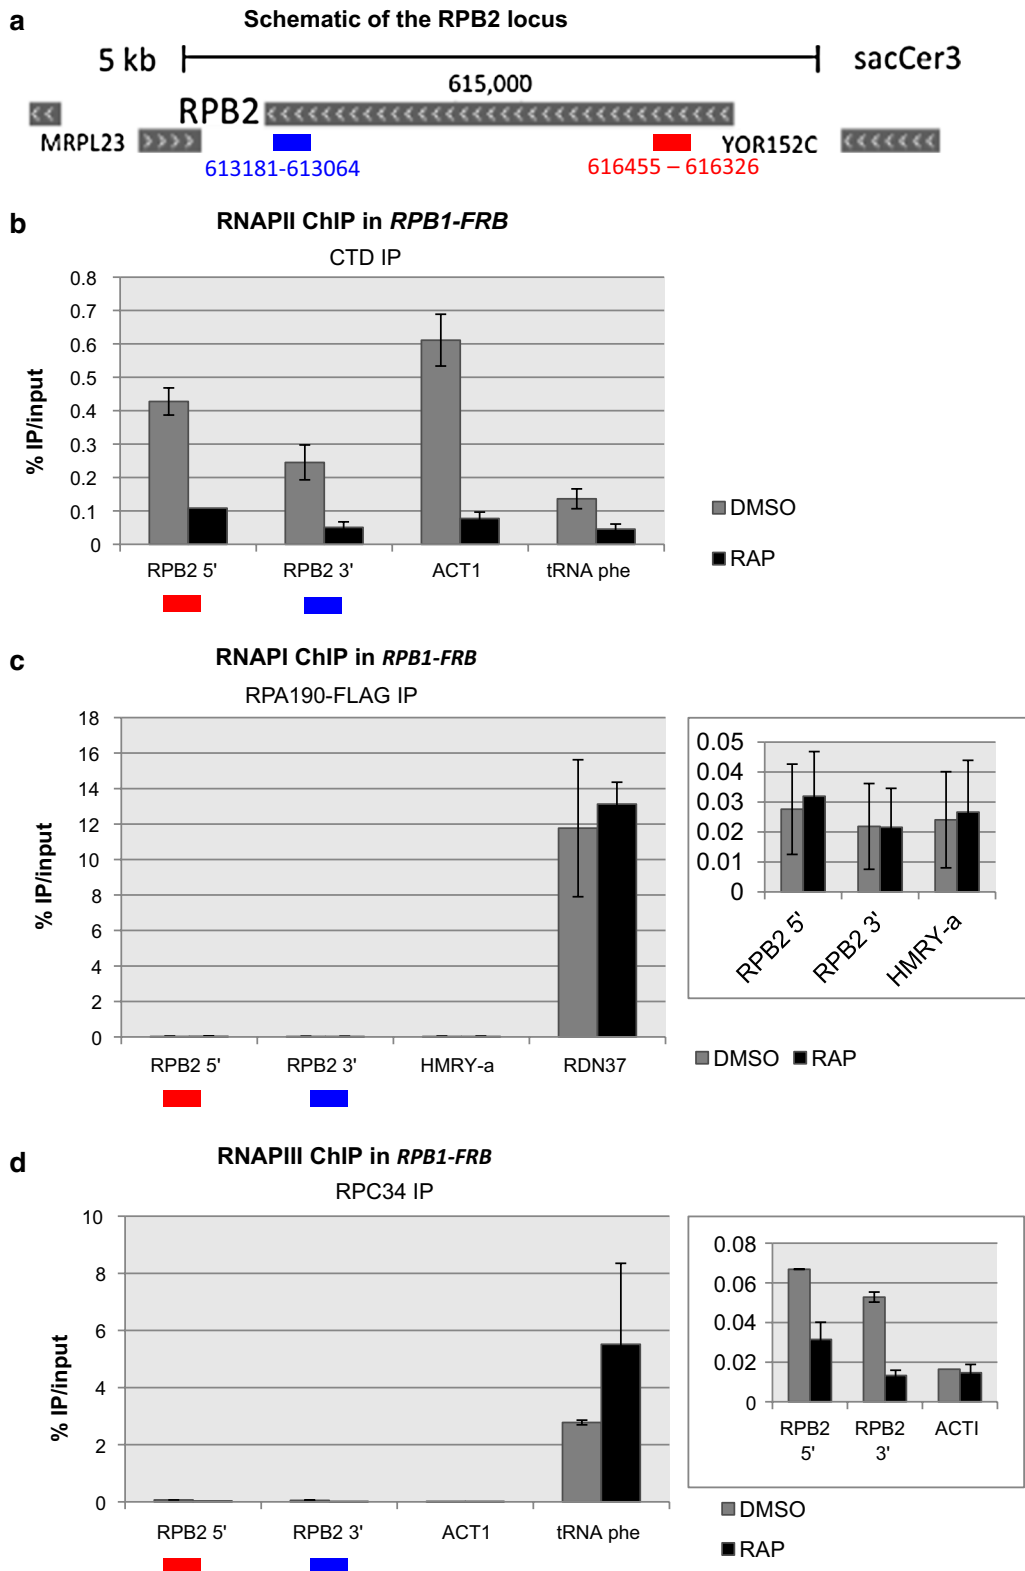 a
Schematic of the RPB2 locus
5 kb
sacCer3
615,000
RPB2
MRPL23
YOR152C
613181-613064
616455 – 616326
b
RNAPII ChIP in RPB1-FRB
CTD IP
% IP/input
0.8
0.7
0.6
0.5
0.4
0.3
0.2
0.1
0
RPB2 5'
RPB2 3'
ACT1
tRNA phe
DMSO
RAP
c
RNAPI ChIP in RPB1-FRB
RPA190-FLAG IP
% IP/input
18
16
14
12
10
8
6
4
2
0
RPB2 5'
RPB2 3'
HMRY-a
RDN37
0.05
0.04
0.03
0.02
0.01
0
RPB2 5'
RPB2 3'
HMRY-a
DMSO
RAP
d
RNAPIII ChIP in RPB1-FRB
RPC34 IP
% IP/input
10
8
6
4
2
0
RPB2 5'
RPB2 3'
ACT1
tRNA phe
0.08
0.06
0.04
0.02
0
RPB2
5'
RPB2
3'
ACTI
DMSO
RAP